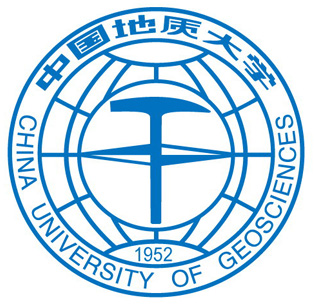 中国地质大学
CHINA UNIVERSITY OF GEOSCIENCES
1952